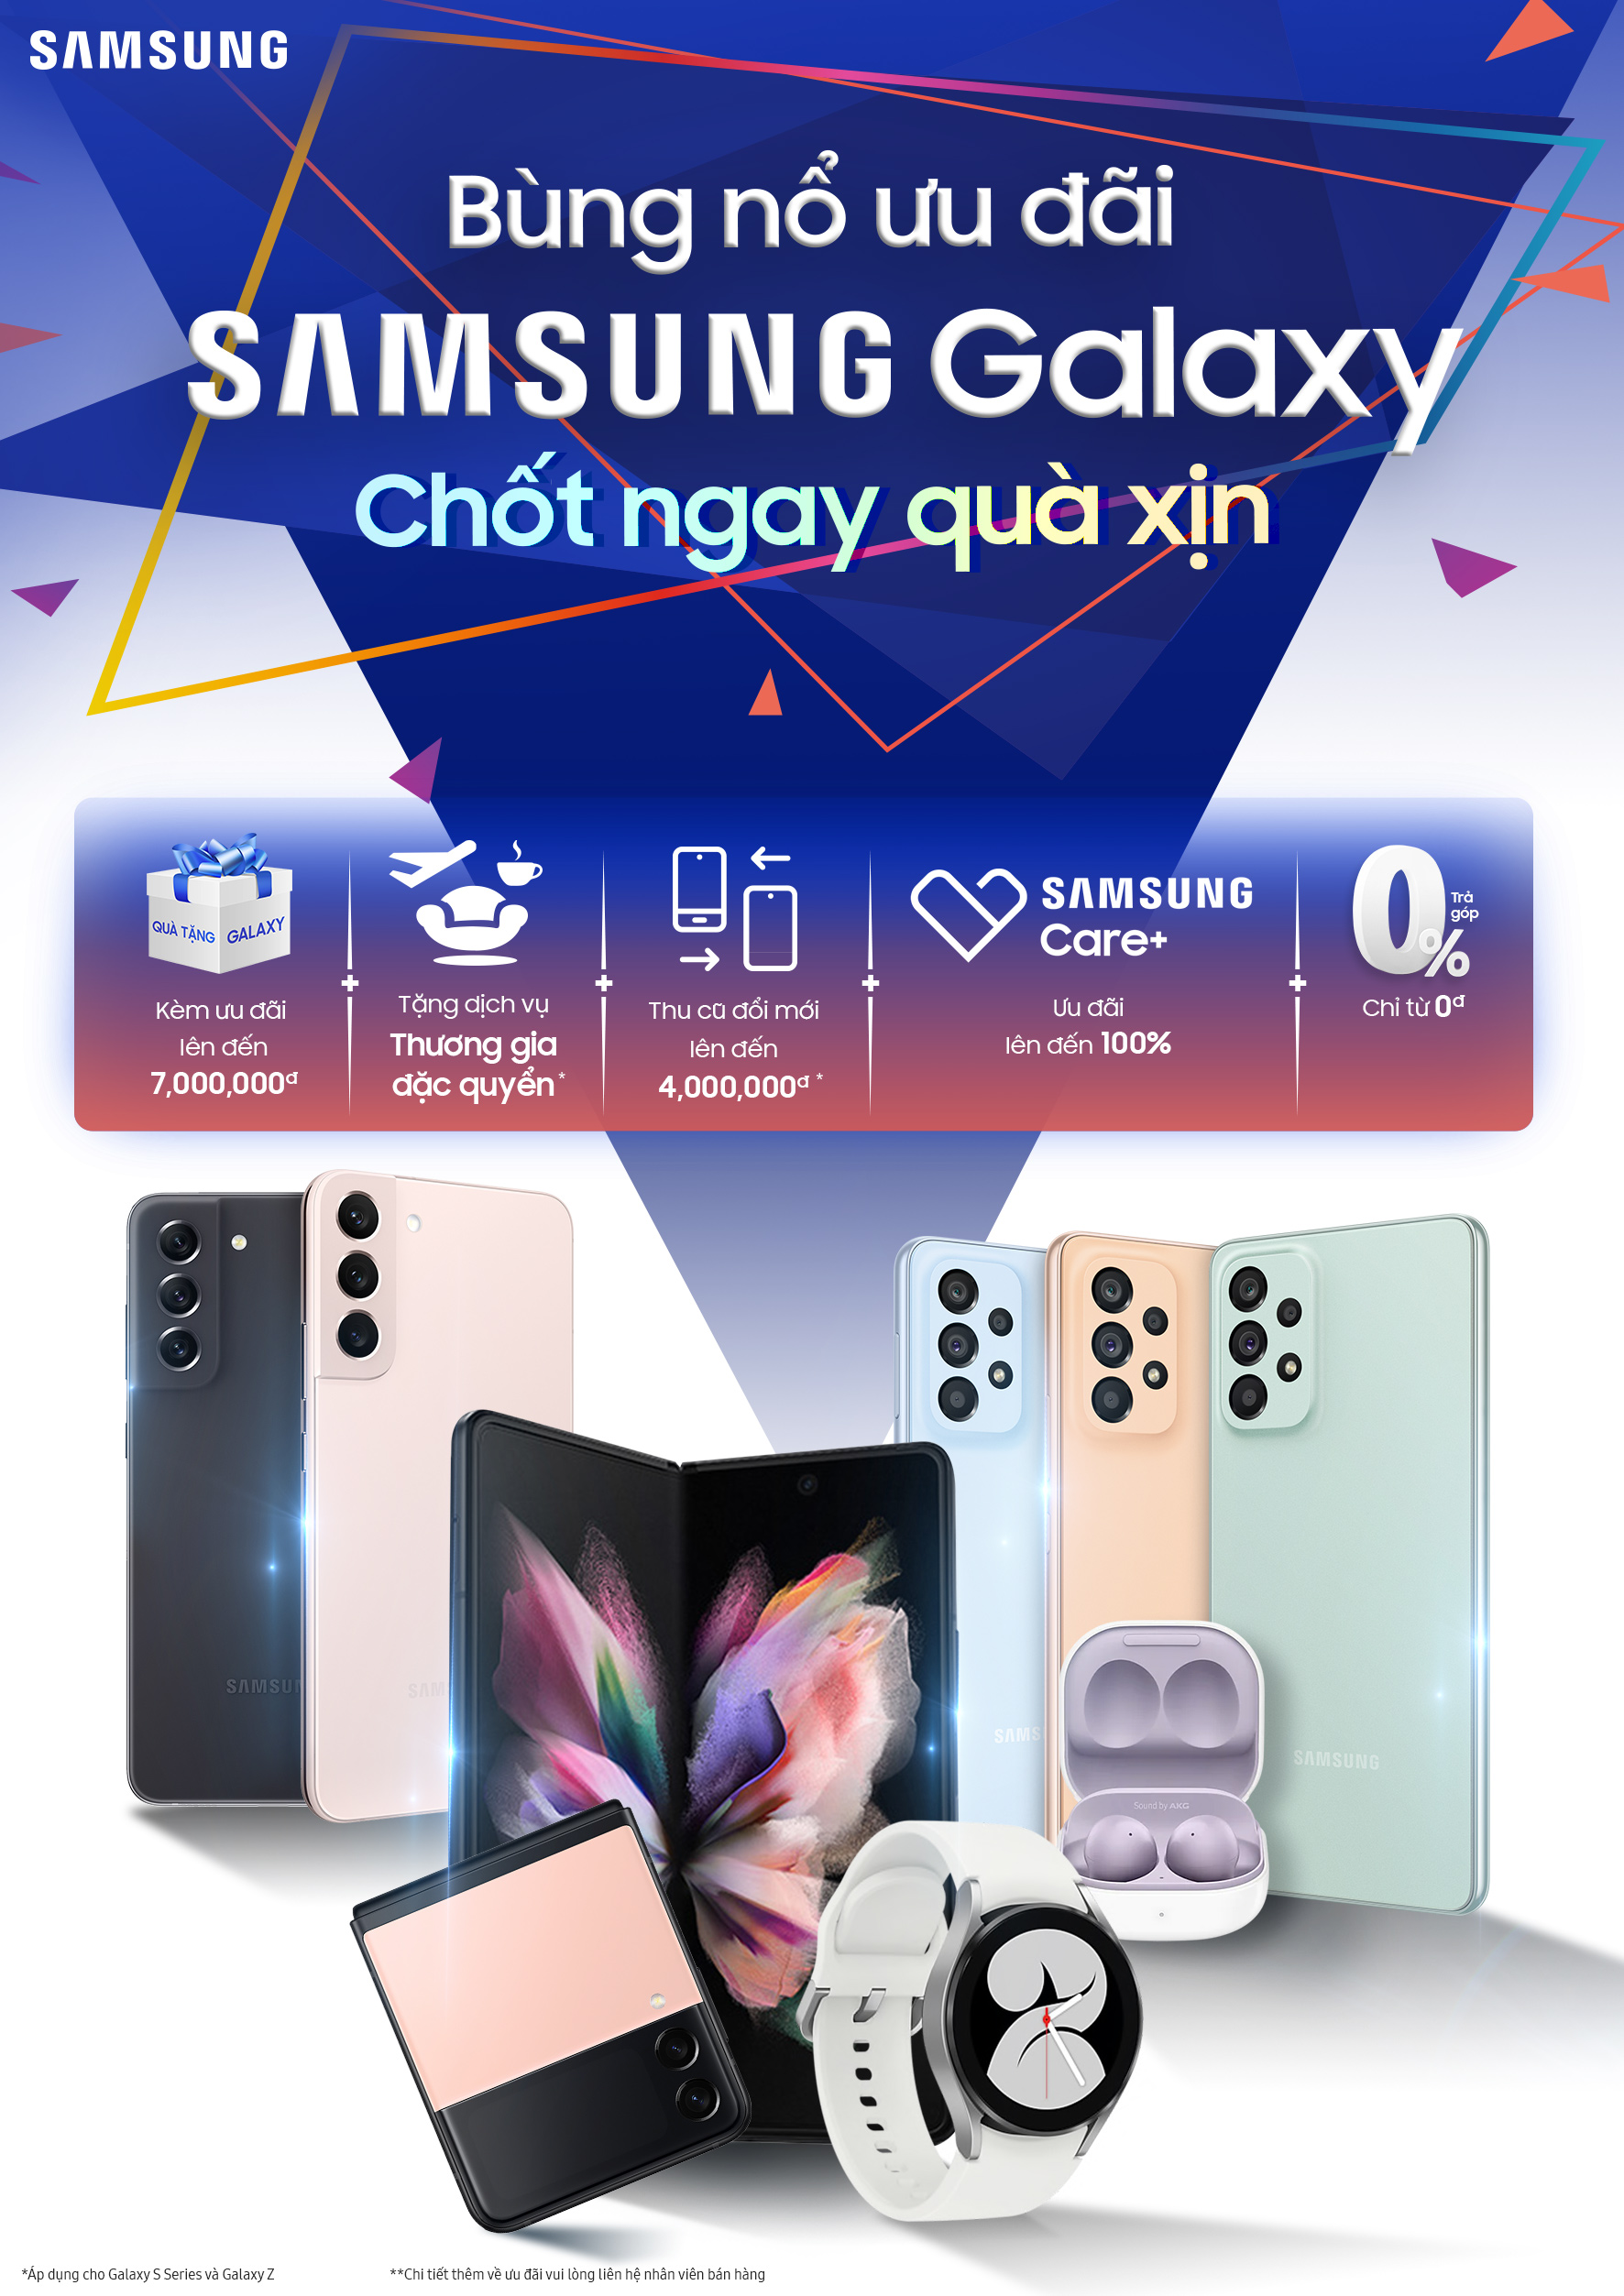 SAMSUNG
Bùng nổ ưu đãi
SAMSUNG Galaxy
Chốt ngay quà xịn
QUÀ TẶNG GALAXY
Kèm ưu đãi
lên đến
7,000,000đ
+
Tặng dịch vụ
Thương gia
đặc quyền*
+
Thu cũ đổi mới
lên đến
4,000,000đ *
+
SAMSUNG
Care+
Ưu đãi
lên đến 100%
+
0%
Trả
góp
Chỉ từ 0đ
SAMSUN
SAM
SAMS
SAMSUNG
Sound by AKG
*Áp dụng cho Galaxy S Series và Galaxy Z
**Chi tiết thêm về ưu đãi vui lòng liên hệ nhân viên bán hàng